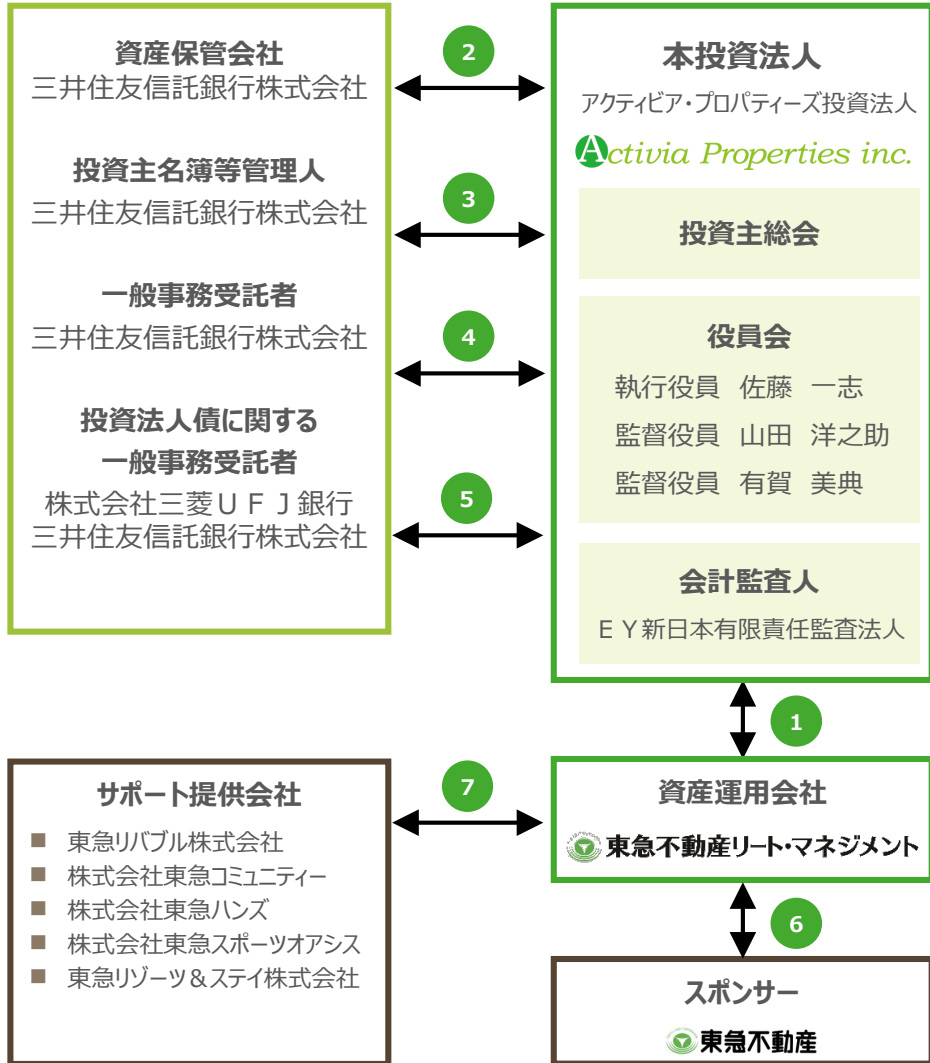 資産保管会社
三井住友信託銀行株式会社
投資主名簿等管理人
三井住友信託銀行株式会社
一般事務受託者
三井住友信託銀行株式会社
投資法人債に関する
一般事務受託者
株式会社三菱ＵＦＪ銀行
三井住友信託銀行株式会社
2
3
4
5
本投資法人
アクティビア・プロパティーズ投資法人
Activia Properties inc.
投資主総会
役員会
執行役員 佐藤 一志
監督役員 山田 洋之助
監督役員 有賀 美典
会計監査人
ＥＹ新日本有限責任監査法人
1
サポート提供会社
■ 東急リバブル株式会社
■ 株式会社東急コミュニティー
■ 株式会社東急ハンズ
■ 株式会社東急スポーツオアシス
■ 東急リゾーツ＆ステイ株式会社
7
資産運用会社
東急不動産リート・マネジメント
6
スポンサー
東急不動産